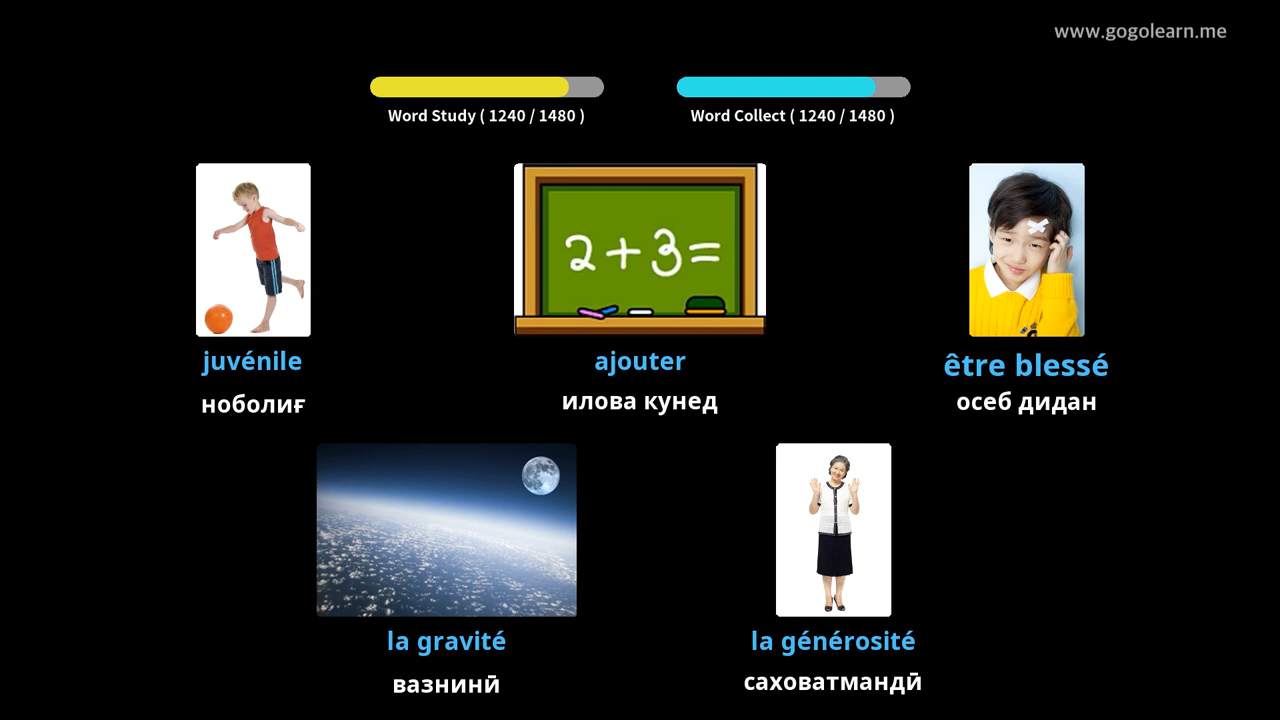 www.gogolearn.me
Word Study ( 1240 / 1480 )
Word Collect ( 1240 / 1480 )
2+3=
juvénile
ajouter
être blessé
ноболиғ
илова кунед
осеб дидан
la gravité
la générosité
вазнинӣ
саховатмандӣ